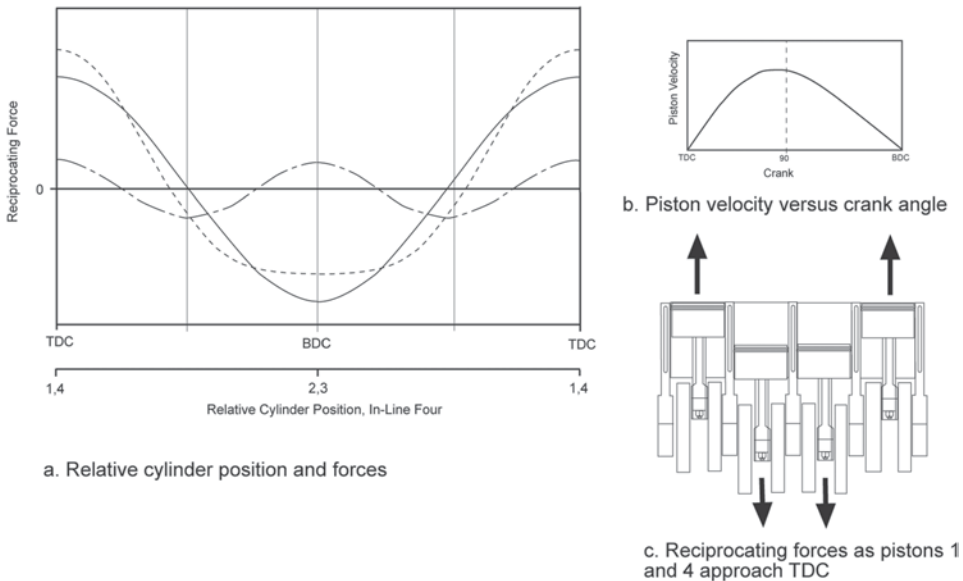 Reciprocating Force
0
TDC
BDC
TDC
1,4
2,3
1,4
Relative Cylinder Position, In-Line Four
a. Relative cylinder position and forces
Piston Velocity
TDC
90
BDC
Crank
b. Piston velocity versus crank angle
c. Reciprocating forces as pistons 1
and 4 approach TDC